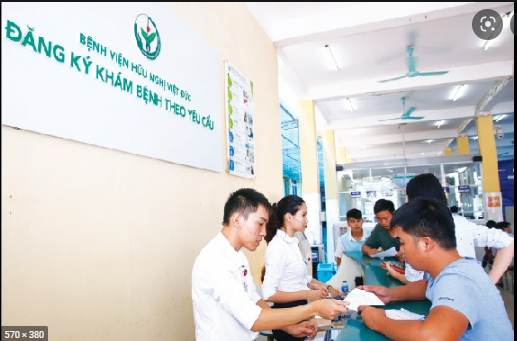 BỆNH VIỆN HỮU NGHỊ VIỆT ĐỨC
ĐĂNG KÝ KHÁM BỆNH THEO YÊU CẦU
570 × 380